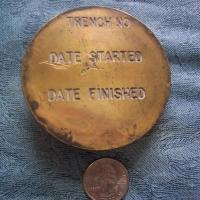 TRENCH NO
DATE STARTED
DATE FINISHED